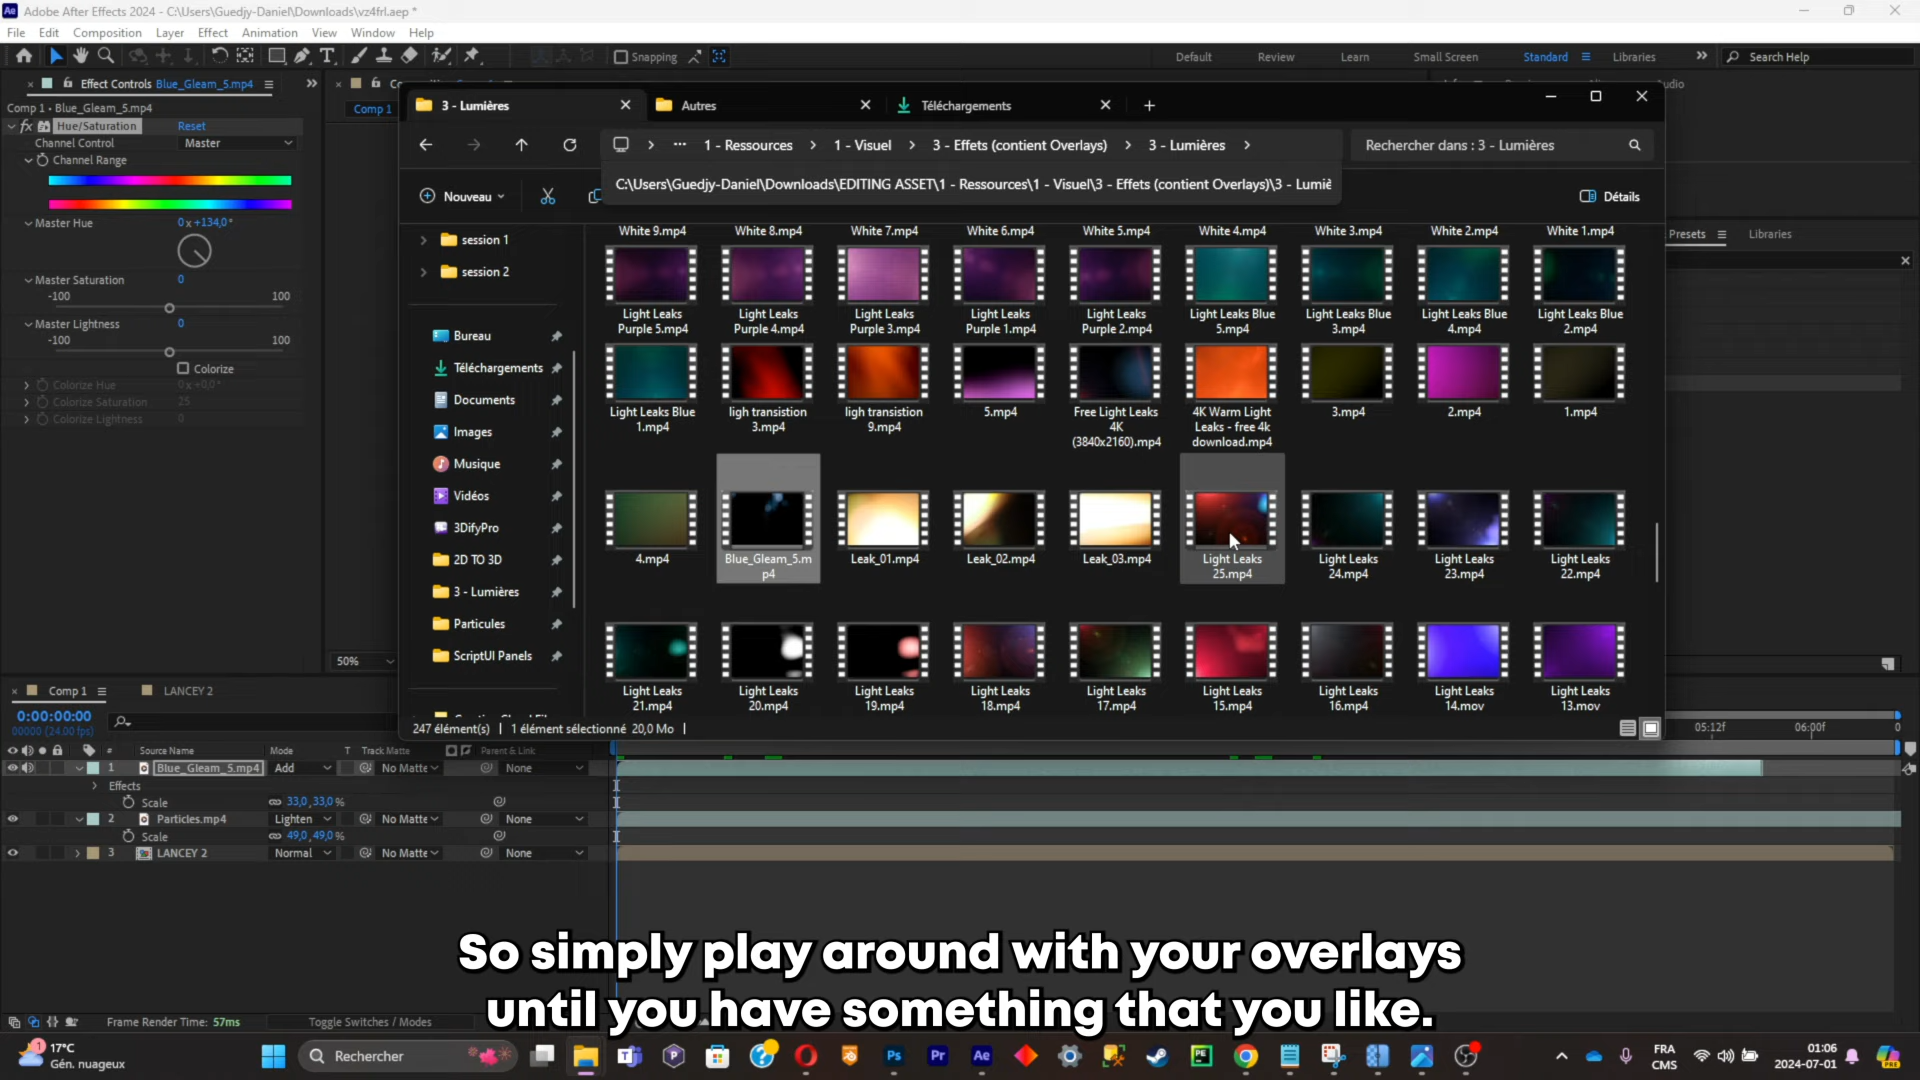 Adobe After Effects 2024 - C:\Users\Guedjy-Daniel\Downloads\vz4frl.aep *
File Edit Composition Layer Effect Animation View Window Help
Snapping
Default Review Learn Small Screen Standard Libraries Search Help
Effect Controls Blue_Gleam_5.mp4
Comp 1 • Blue_Gleam_5.mp4
fx Hue/Saturation Reset
Channel Control Master
Channel Range
Master Hue 0 x +134,0°
Master Saturation 0
-100 100
Master Lightness 0
-100 100
Colorize
Colorize Hue 0 x +0,0°
Colorize Saturation 25
Colorize Lightness 0
Comp 1
50%
3 - Lumières Autres Téléchargements
1 - Ressources 1 - Visuel 3 - Effets (contient Overlays) 3 - Lumières Rechercher dans : 3 - Lumières
C:\Users\Guedjy-Daniel\Downloads\EDITING ASSET\1 - Ressources\1 - Visuel\3 - Effets (contient Overlays)\3 - Lumiè
Nouveau Détails
session 1
session 2
Bureau
Téléchargements
Documents
Images
Musique
Vidéos
3DifyPro
2D TO 3D
3 - Lumières
Particules
ScriptUI Panels
White 9.mp4 White 8.mp4 White 7.mp4 White 6.mp4 White 5.mp4 White 4.mp4 White 3.mp4 White 2.mp4 White 1.mp4
Light Leaks Purple 5.mp4 Light Leaks Purple 4.mp4 Light Leaks Purple 3.mp4 Light Leaks Purple 1.mp4 Light Leaks Purple 2.mp4 Light Leaks Blue 5.mp4 Light Leaks Blue 3.mp4 Light Leaks Blue 4.mp4 Light Leaks Blue 2.mp4
Light Leaks Blue 1.mp4 ligh transistion 3.mp4 ligh transistion 9.mp4 5.mp4 Free Light Leaks 4K (3840x2160).mp4 4K Warm Light Leaks - free 4k download.mp4 3.mp4 2.mp4 1.mp4
4.mp4 Blue_Gleam_5.mp4 Leak_01.mp4 Leak_02.mp4 Leak_03.mp4 Light Leaks 25.mp4 Light Leaks 24.mp4 Light Leaks 23.mp4 Light Leaks 22.mp4
Light Leaks 21.mp4 Light Leaks 20.mp4 Light Leaks 19.mp4 Light Leaks 18.mp4 Light Leaks 17.mp4 Light Leaks 15.mp4 Light Leaks 16.mp4 Light Leaks 14.mov Light Leaks 13.mov
247 élément(s) 1 élément sélectionné 20,0 Mo
Presets Libraries
Comp 1 LANCEY 2
0:00:00:00
00000 (24.00 fps)
05:12f 06:00f
# Source Name Mode T Track Matte Parent & Link
1 Blue_Gleam_5.mp4 Add No Matte None
Effects
Scale 33,0,33,0 %
2 Particles.mp4 Lighten No Matte None
Scale 49,0,49,0 %
3 LANCEY 2 Normal No Matte None
So simply play around with your overlays
until you have something that you like.
Frame Render Time: 57ms Toggle Switches / Modes
1 17°C
Gén. nuageux
Rechercher
Ps Pr Ae PE
FRA
CMS
01:06
2024-07-01